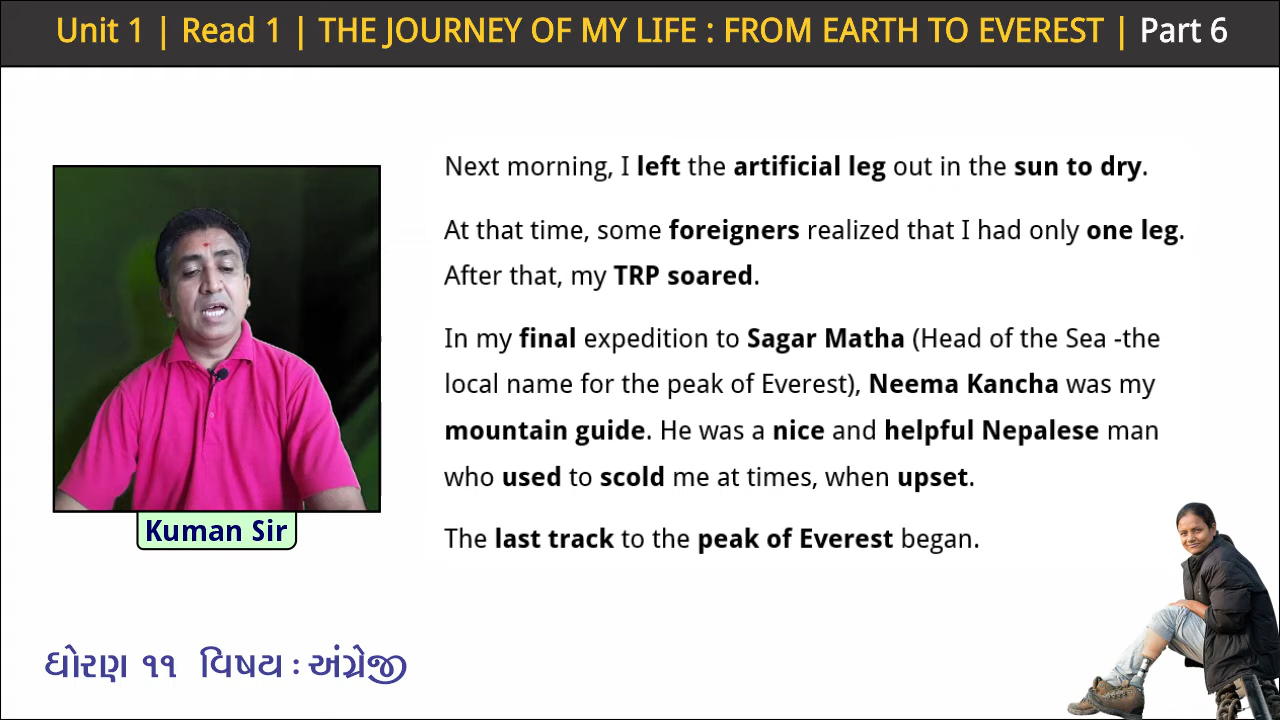 Unit 1 | Read 1 | THE JOURNEY OF MY LIFE : FROM EARTH TO EVEREST | Part 6
Next morning, I left the artificial leg out in the sun to dry.
At that time, some foreigners realized that I had only one leg.
After that, my TRP soared.
In my final expedition to Sagar Matha (Head of the Sea -the
local name for the peak of Everest), Neema Kancha was my
mountain guide. He was a nice and helpful Nepalese man
who used to scold me at times, when upset.
The last track to the peak of Everest began.
Kuman Sir
ધોરણ ૧૧ વિષય : અંગ્રેજી